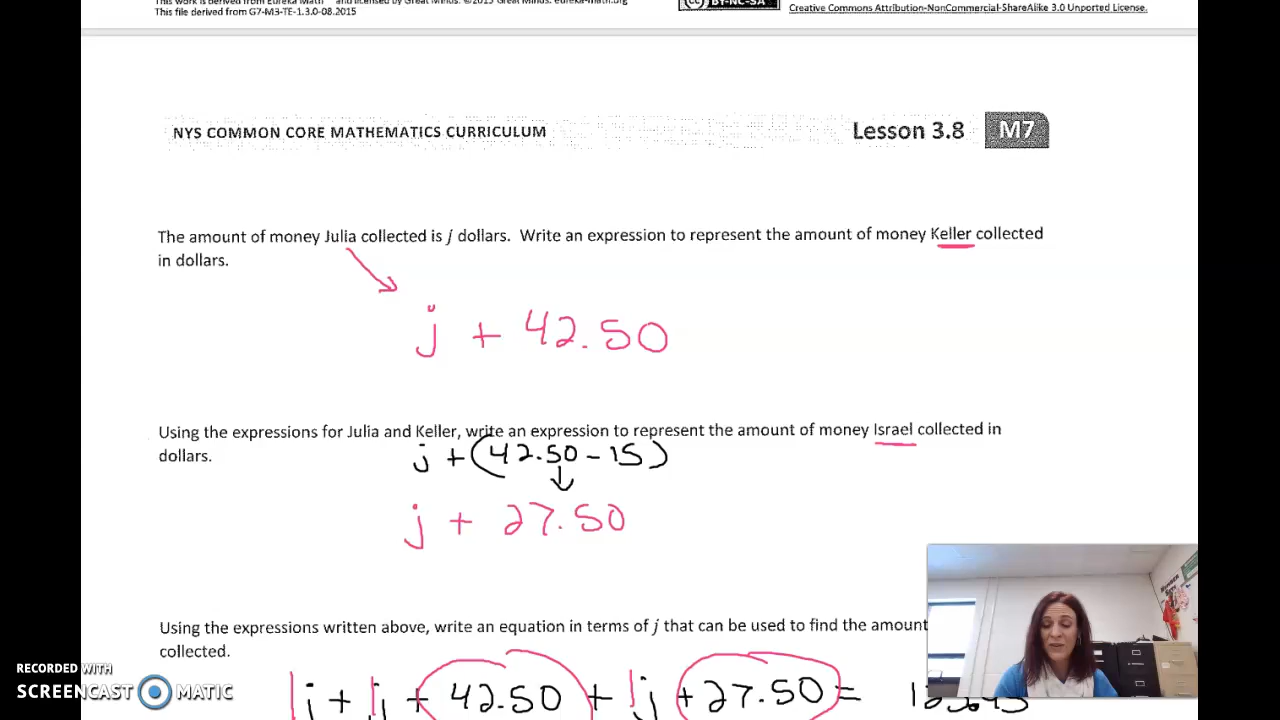 This file derived from G7-M3-TE-1.3.0-08.2015
Creative Commons Attribution-NonCommercial-ShareAlike 3.0 Unported License.
NYS COMMON CORE MATHEMATICS CURRICULUM
Lesson 3.8 M7
The amount of money Julia collected is j dollars. Write an expression to represent the amount of money Keller collected
in dollars.
j + 42.50
Using the expressions for Julia and Keller, write an expression to represent the amount of money Israel collected in
dollars.
j + (42.50 - 15)
j + 27.50
Using the expressions written above, write an equation in terms of j that can be used to find the amount
collected.
1j + 1j + 42.50 + 1j + 27.50 =
RECORDED WITH
SCREENCAST MATIC